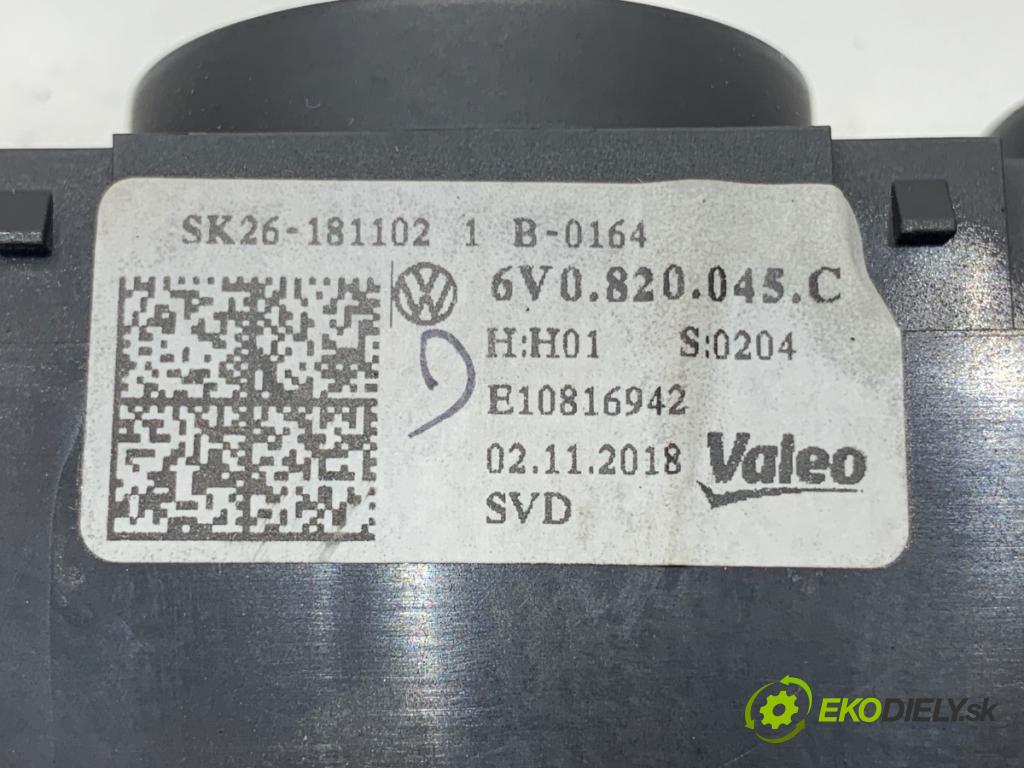 SK26-181102 1 B-0164
6V0.820.045.C
H:H01 S:0204
E10816942
02.11.2018 Valeo
SVD
EKODIELY.sk